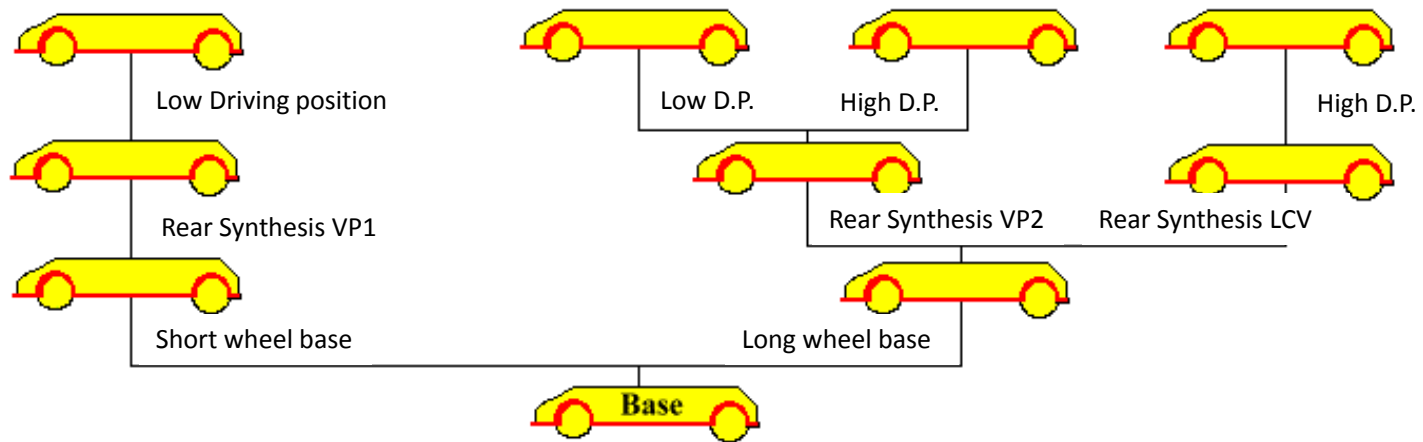 Low Driving position
Low D.P.
High D.P.
High D.P.
Rear Synthesis VP1
Rear Synthesis VP2
Rear Synthesis LCV
Short wheel base
Long wheel base
Base